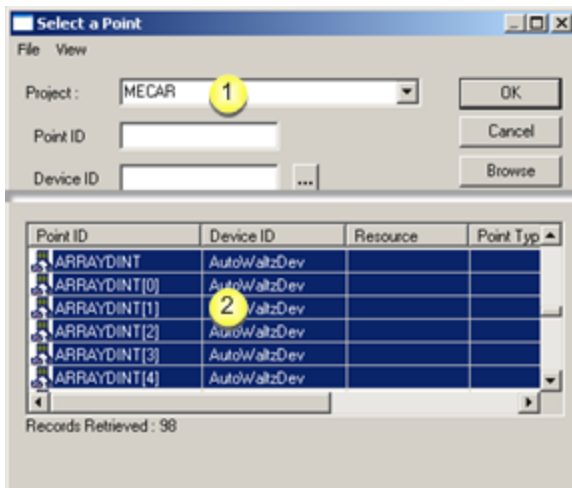 Select a Point
File View
Project : MECAR 1 OK
Point ID Cancel
Device ID ... Browse
Point ID Device ID Resource Point Typ
ARRAYDINT AutoWaltzDev
ARRAYDINT[0] AutoWaltzDev
ARRAYDINT[1] 2 AutoWaltzDev
ARRAYDINT[2] AutoWaltzDev
ARRAYDINT[3] AutoWaltzDev
ARRAYDINT[4] AutoWaltzDev
Records Retrieved : 98